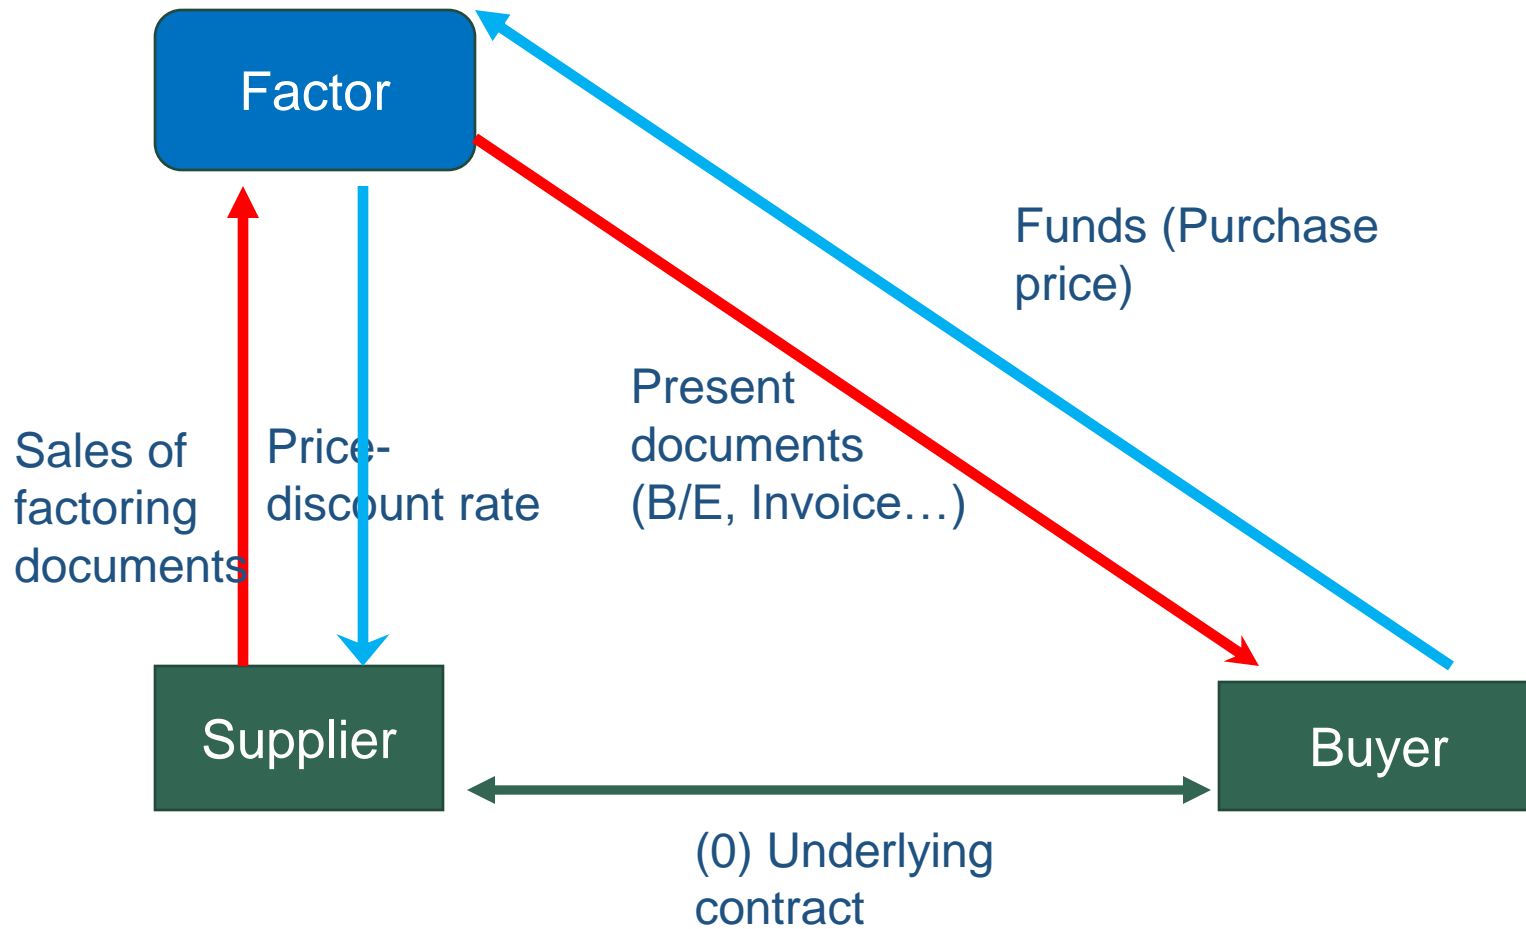 Factor
Funds (Purchase
price)
Present
documents
(B/E, Invoice…)
Sales of
factoring
documents
Price-
discount rate
Supplier
Buyer
(0) Underlying
contract